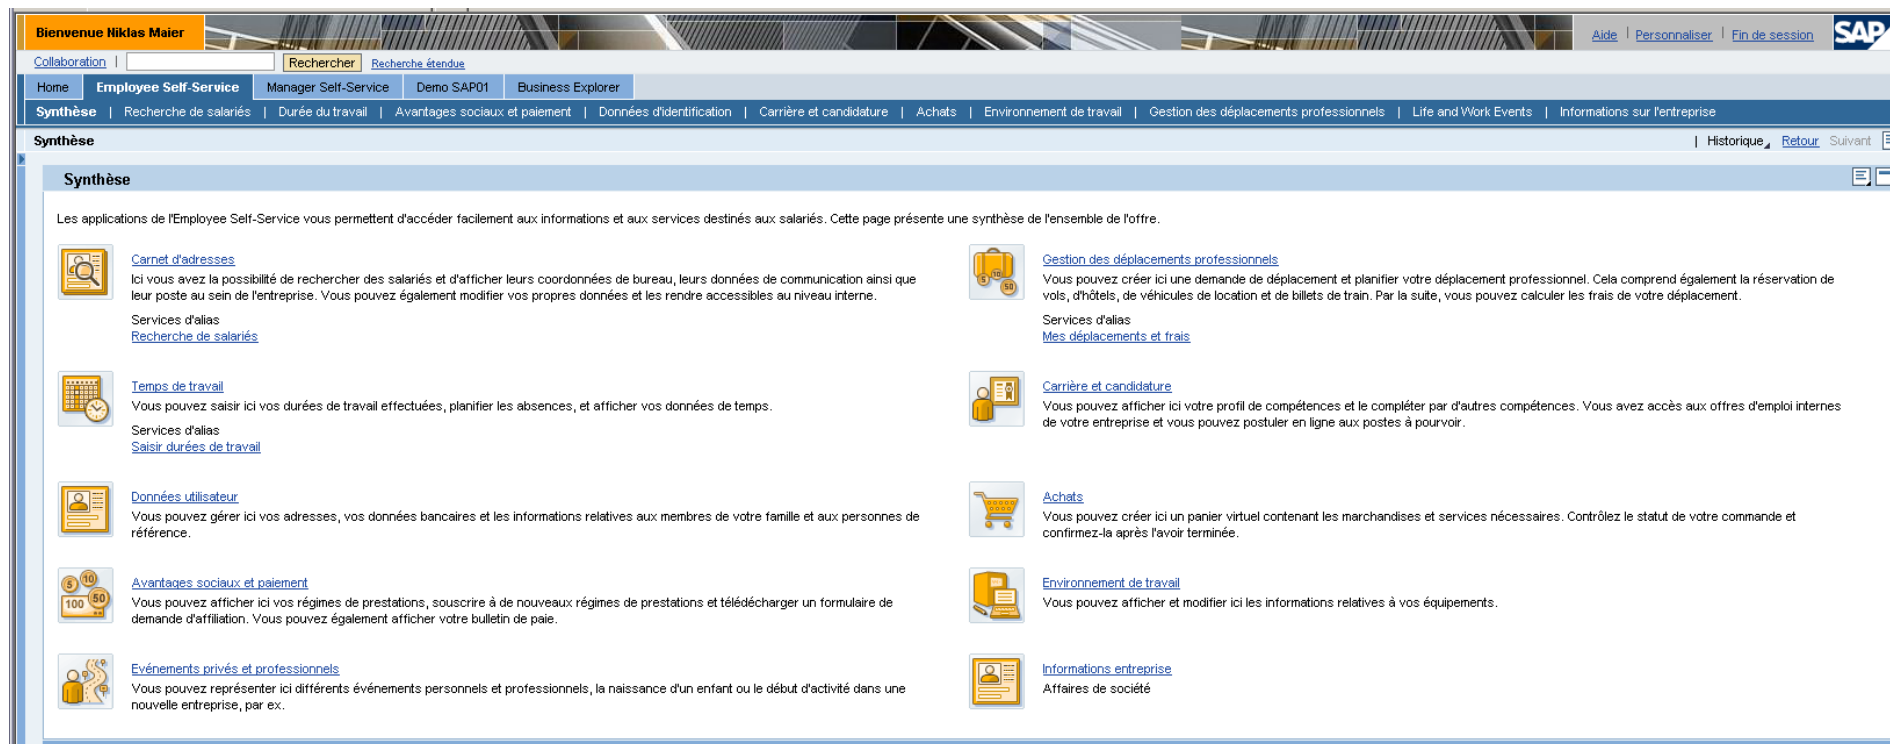 Bienvenue Niklas Maier
Aide | Personnaliser | Fin de session
SAP
Collaboration |
Rechercher
Recherche étendue
Home
Employee Self-Service
Manager Self-Service
Demo SAP01
Business Explorer
Synthèse | Recherche de salariés | Durée du travail | Avantages sociaux et paiement | Données d'identification | Carrière et candidature | Achats | Environnement de travail | Gestion des déplacements professionnels | Life and Work Events | Informations sur l'entreprise
Synthèse
| Historique Retour Suivant
Synthèse
Les applications de l'Employee Self-Service vous permettent d'accéder facilement aux informations et aux services destinés aux salariés. Cette page présente une synthèse de l'ensemble de l'offre.
Carnet d'adresses
Ici vous avez la possibilité de rechercher des salariés et d'afficher leurs coordonnées de bureau, leurs données de communication ainsi que
leur poste au sein de l'entreprise. Vous pouvez également modifier vos propres données et les rendre accessibles au niveau interne.
Services d'alias
Recherche de salariés
5 10 50
Gestion des déplacements professionnels
Vous pouvez créer ici une demande de déplacement et planifier votre déplacement professionnel. Cela comprend également la réservation de
vols, d'hôtels, de véhicules de location et de billets de train. Par la suite, vous pouvez calculer les frais de votre déplacement.
Services d'alias
Mes déplacements et frais
Temps de travail
Vous pouvez saisir ici vos durées de travail effectuées, planifier les absences, et afficher vos données de temps.
Services d'alias
Saisir durées de travail
Carrière et candidature
Vous pouvez afficher ici votre profil de compétences et le compléter par d'autres compétences. Vous avez accès aux offres d'emploi internes
de votre entreprise et vous pouvez postuler en ligne aux postes à pourvoir.
Données utilisateur
Vous pouvez gérer ici vos adresses, vos données bancaires et les informations relatives aux membres de votre famille et aux personnes de
référence.
Achats
Vous pouvez créer ici un panier virtuel contenant les marchandises et services nécessaires. Contrôlez le statut de votre commande et
confirmez-la après l'avoir terminée.
5 10 100 50
Avantages sociaux et paiement
Vous pouvez afficher ici vos régimes de prestations, souscrire à de nouveaux régimes de prestations et télédécharger un formulaire de
demande d'affiliation. Vous pouvez également afficher votre bulletin de paie.
Environnement de travail
Vous pouvez afficher et modifier ici les informations relatives à vos équipements.
Evénements privés et professionnels
Vous pouvez représenter ici différents événements personnels et professionnels, la naissance d'un enfant ou le début d'activité dans une
nouvelle entreprise, par ex.
Informations entreprise
Affaires de société